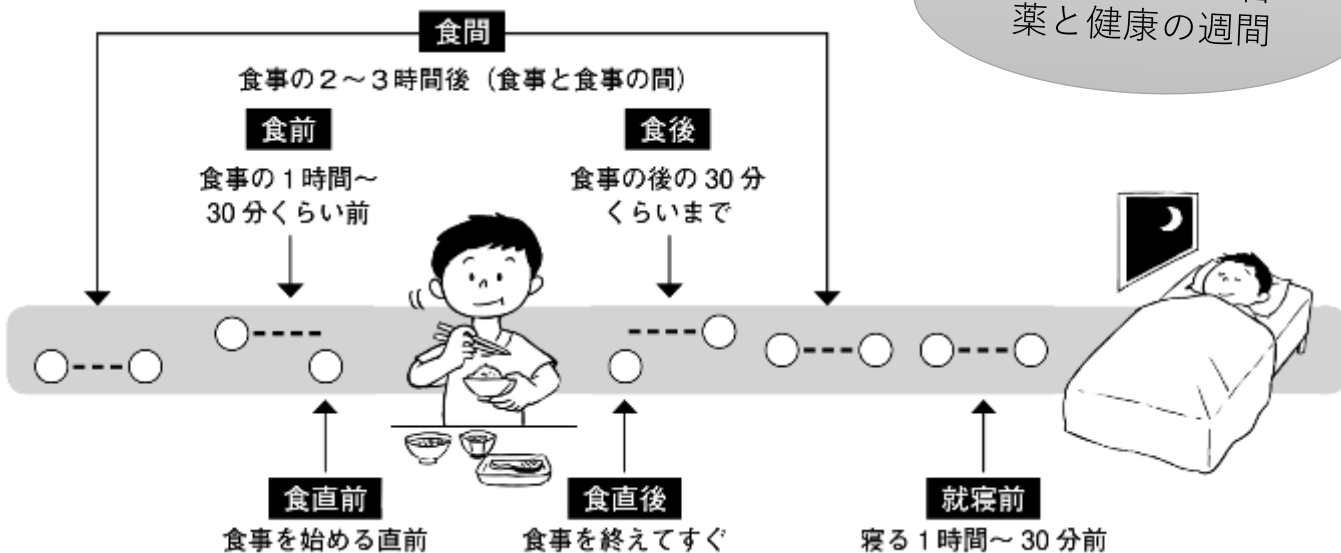 薬と健康の週間
食間
食事の2～3時間後（食事と食事の間）
食前
食事の1時間～
30分くらい前
食後
食事の後の30分
くらいまで
食直前
食事を始める直前
食直後
食事を終えてすぐ
就寝前
寝る1時間～30分前